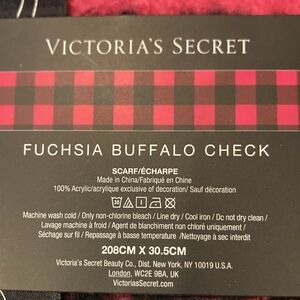 VICTORIA'S SECRET
FUCHSIA BUFFALO CHECK
SCARF/ÉCHARPE
Made in China/Fabriqué en Chine
100% Acrylic/acrylique exclusive of decoration/ Sauf décoration
Machine wash cold / Only non-chlorine bleach / Line dry / Cool iron / Do not dry clean /
Lavage machine à froid / Agent de blanchiment non chloré uniquement /
Séchage sur fil / Repassage à basse temperature /Nettoyage à sec interdit
208CM X 30.5CM
Victoria's Secret Beauty Co., Dist. New York, NY 10019 U.S.A.
London, WC2E 9BA, UK
VictoriasSecret.com